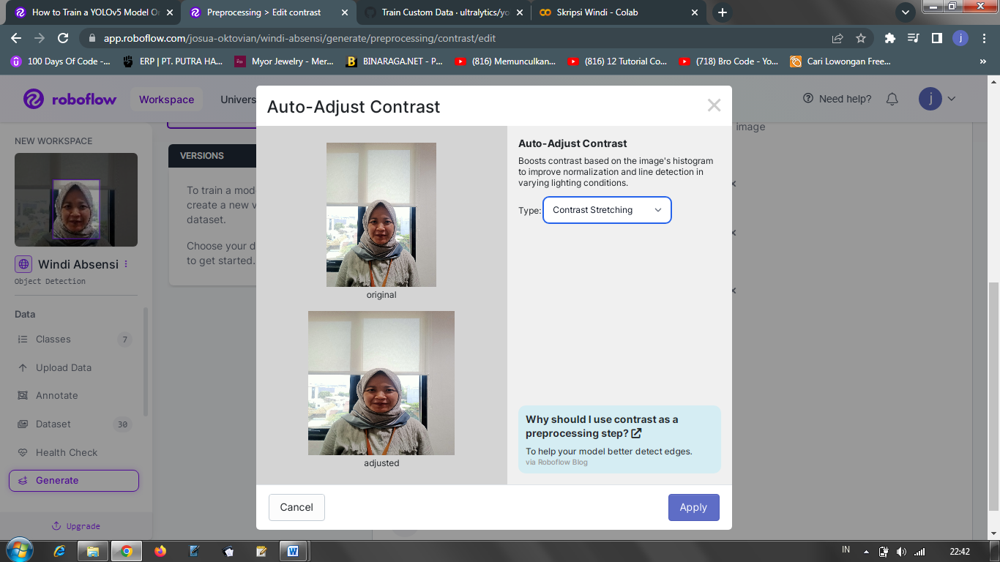 How to Train a YOLOv5 Model On
Preprocessing > Edit contrast
Train Custom Data · ultralytics/yo
Skripsi Windi - Colab
app.roboflow.com/josua-oktovian/windi-absensi/generate/preprocessing/contrast/edit
j
100 Days Of Code -...
ERP | PT. PUTRA HA...
Myor Jewelry - Mer...
BINARAGA.NET - P...
(816) Memunculkan...
(816) 12 Tutorial Co...
(718) Bro Code - Yo...
Cari Lowongan Free...
»
roboflow
Workspace
Univers
Need help?
j
NEW WORKSPACE
Windi Absensi
Object Detection
Data
Classes 7
Upload Data
Annotate
Dataset 30
Health Check
Generate
Upgrade
VERSIONS
To train a mod
create a new v
dataset.
Choose your d
to get started.
image
Auto-Adjust Contrast
original
adjusted
Auto-Adjust Contrast
Boosts contrast based on the image's histogram
to improve normalization and line detection in
varying lighting conditions.
Type: Contrast Stretching
Why should I use contrast as a
preprocessing step?
To help your model better detect edges.
via Roboflow Blog
Cancel
Apply
IN
22:42